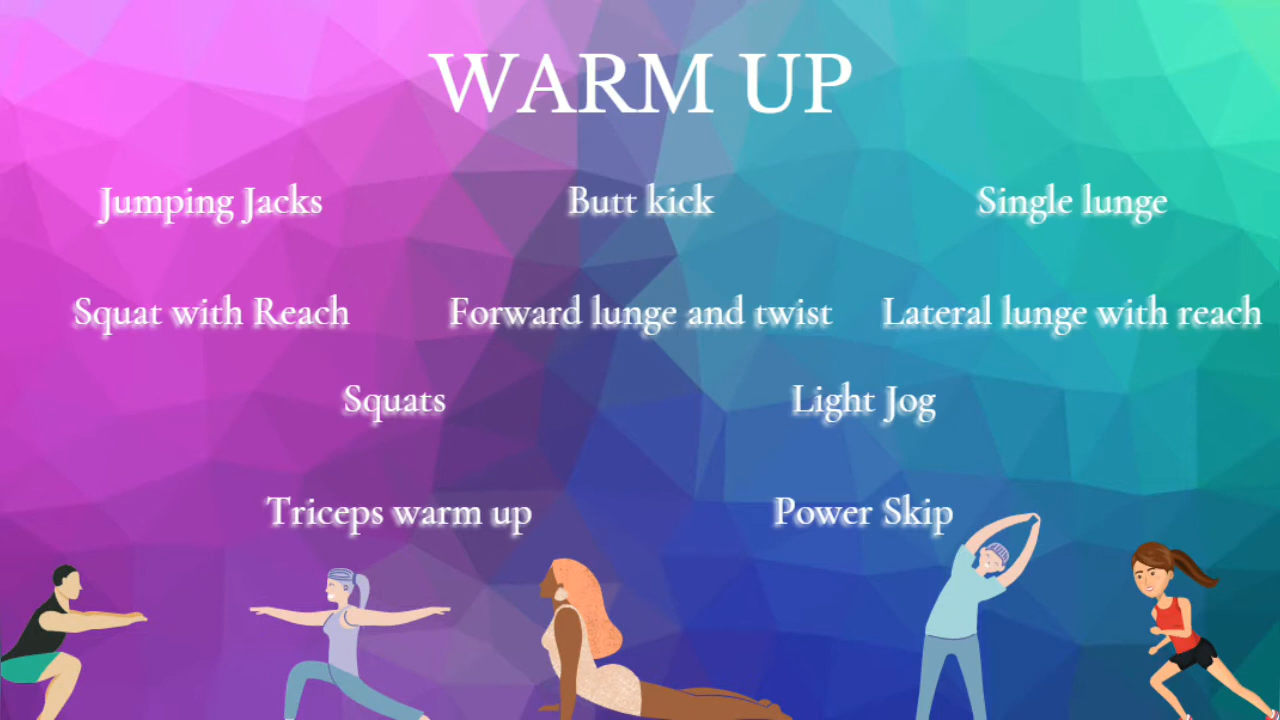 WARM UP
Jumping Jacks
Butt kick
Single lunge
Squat with Reach
Forward lunge and twist
Lateral lunge with reach
Squats
Light Jog
Triceps warm up
Power Skip